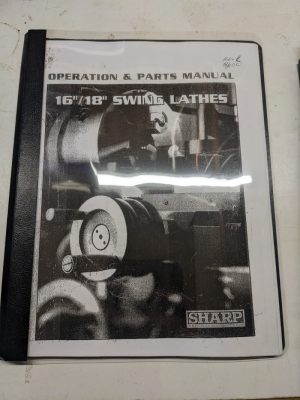 OPERATION & PARTS MANUAL
16"/18" SWING LATHES
SHARP